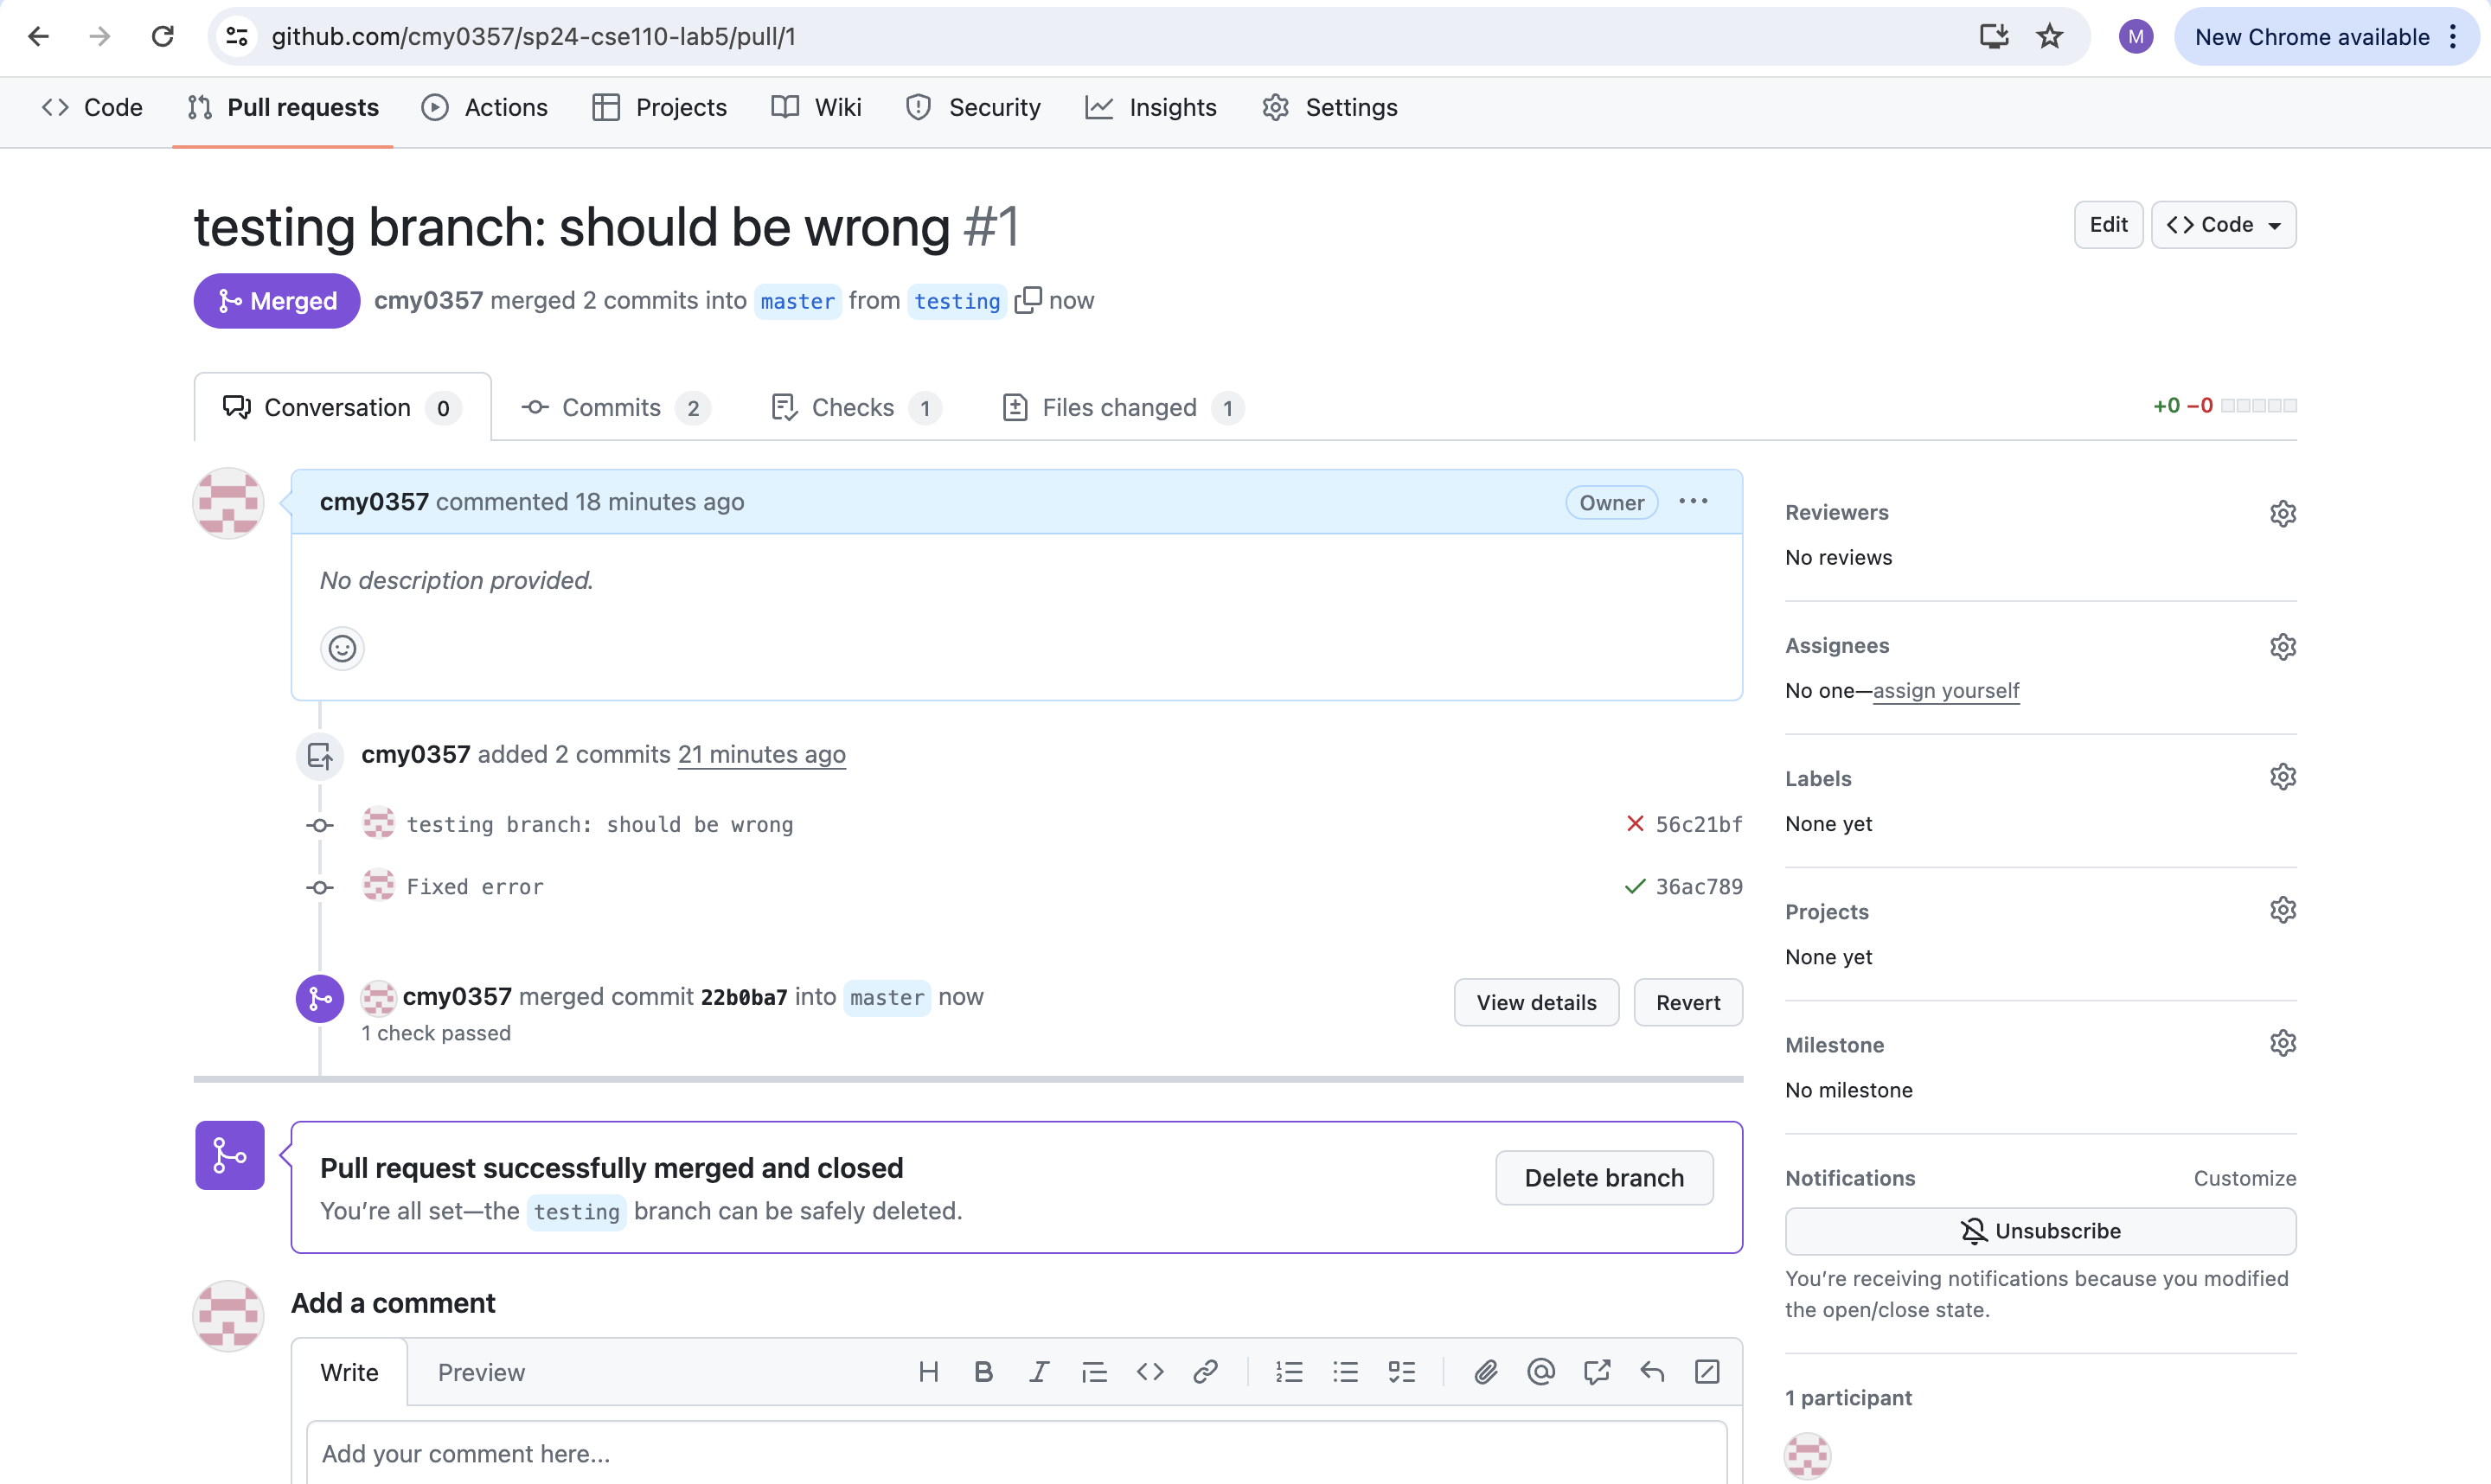 github.com/cmy0357/sp24-cse110-lab5/pull/1
M
New Chrome available
Code
Pull requests
Actions
Projects
Wiki
Security
Insights
Settings
testing branch: should be wrong #1
Edit
Code
Merged
cmy0357 merged 2 commits into master from testing now
Conversation 0
Commits 2
Checks 1
Files changed 1
+0 −0
cmy0357 commented 18 minutes ago
Owner
No description provided.
cmy0357 added 2 commits 21 minutes ago
testing branch: should be wrong
56c21bf
Fixed error
36ac789
cmy0357 merged commit 22b0ba7 into master now
1 check passed
View details
Revert
Pull request successfully merged and closed
You’re all set—the testing branch can be safely deleted.
Delete branch
Add a comment
Write
Preview
Add your comment here...
Reviewers
No reviews
Assignees
No one—assign yourself
Labels
None yet
Projects
None yet
Milestone
No milestone
Notifications
Customize
Unsubscribe
You’re receiving notifications because you modified
the open/close state.
1 participant